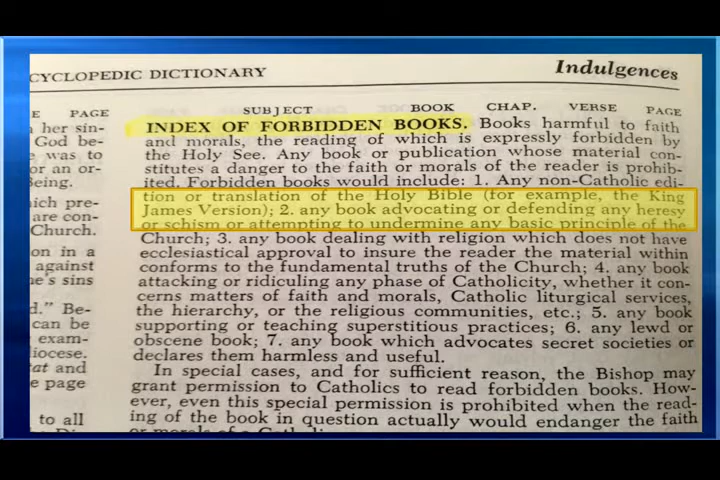 CYCLOPEDIC DICTIONARY
Indulgences
E PAGE
her sin-
God be-
e was to
or an or-
Being.
ich pre-
are con-
Church.
on in a
against
e's sins
d." Be-
can be
exam-
diocese.
at and
e page
to all
SUBJECT BOOK CHAP. VERSE PAGE
INDEX OF FORBIDDEN BOOKS. Books harmful to faith
and morals, the reading of which is expressly forbidden by
the Holy See. Any book or publication whose material con-
stitutes a danger to the faith or morals of the reader is prohib-
ited. Forbidden books would include: 1. Any non-Catholic edi-
tion or translation of the Holy Bible (for example, the King
James Version); 2. any book advocating or defending any heresy
or schism or attempting to undermine any basic principle of the
Church; 3. any book dealing with religion which does not have
ecclesiastical approval to insure the reader the material within
conforms to the fundamental truths of the Church; 4. any book
attacking or ridiculing any phase of Catholicity, whether it con-
cerns matters of faith and morals, Catholic liturgical services,
the hierarchy, or the religious communities, etc.; 5. any book
supporting or teaching superstitious practices; 6. any lewd or
obscene book; 7. any book which advocates secret societies or
declares them harmless and useful.
In special cases, and for sufficient reason, the Bishop may
grant permission to Catholics to read forbidden books. How-
ever, even this special permission is prohibited when the read-
ing of the book in question actually would endanger the faith
or morals of a Catholic